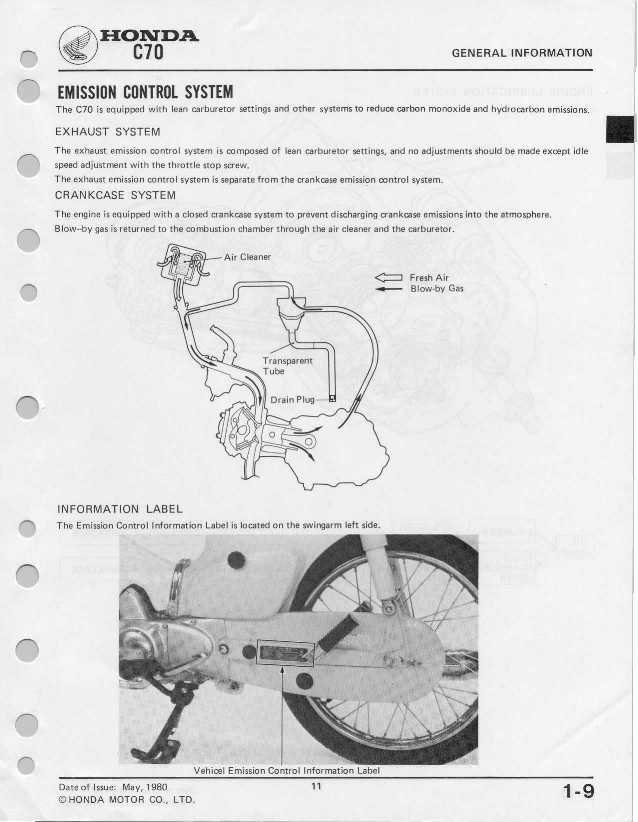 HONDA
C70
GENERAL INFORMATION
EMISSION CONTROL SYSTEM
The C70 is equipped with lean carburetor settings and other systems to reduce carbon monoxide and hydrocarbon emissions.
EXHAUST SYSTEM
The exhaust emission control system is composed of lean carburetor settings, and no adjustments should be made except idle
speed adjustment with the throttle stop screw.
The exhaust emission control system is separate from the crankcase emission control system.
CRANKCASE SYSTEM
The engine is equipped with a closed crankcase system to prevent discharging crankcase emissions into the atmosphere.
Blow-by gas is returned to the combustion chamber through the air cleaner and the carburetor.
Air Cleaner
Fresh Air
Blow-by Gas
Transparent
Tube
Drain Plug
INFORMATION LABEL
The Emission Control Information Label is located on the swingarm left side.
Vehicel Emission Control Information Label
Date of Issue: May, 1980
11
1-9
© HONDA MOTOR CO., LTD.